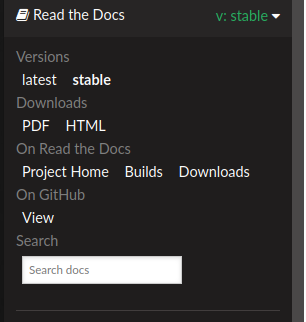 Read the Docs v: stable
Versions
latest stable
Downloads
PDF HTML
On Read the Docs
Project Home Builds Downloads
On GitHub
View
Search
Search docs